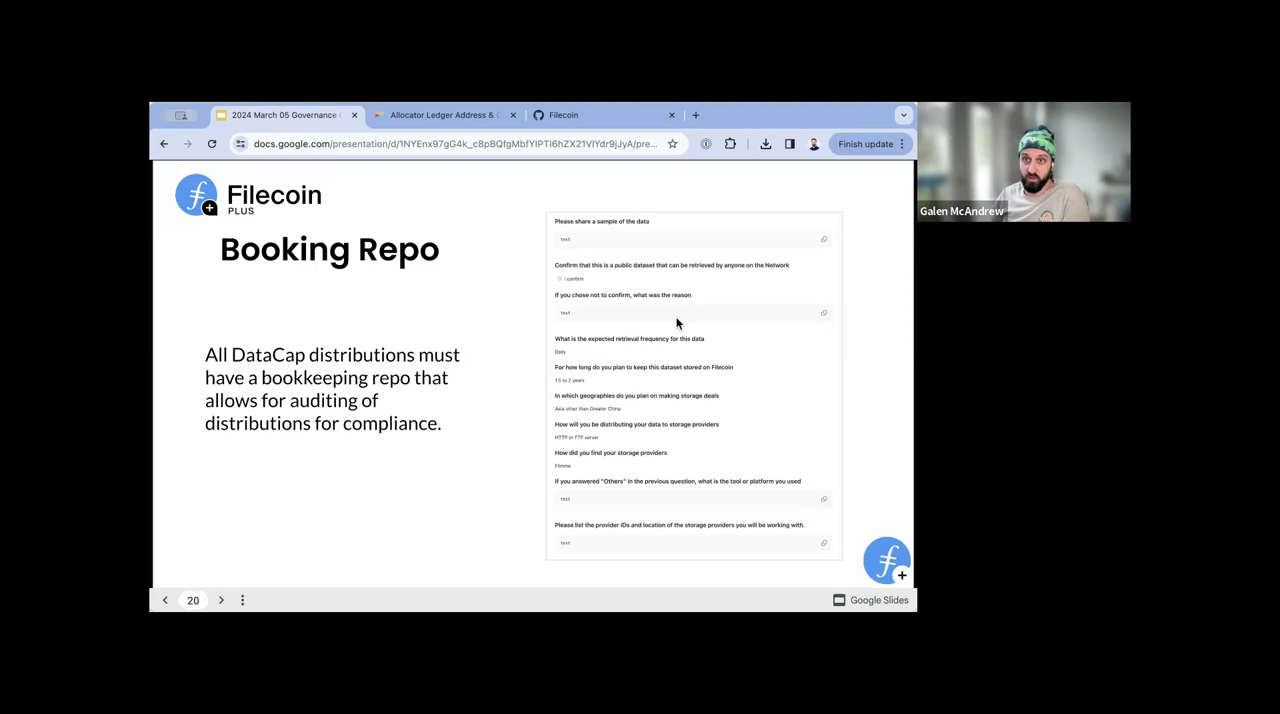 2024 March 05 Governance
Allocator Ledger Address &
Filecoin
docs.google.com/presentation/d/1NYEnx97gG4k_c8pBQfgMbfYIPTI6hZX21VIYdr9jJyA/pre...
Finish update
Filecoin
PLUS
Booking Repo
All DataCap distributions must
have a bookkeeping repo that
allows for auditing of
distributions for compliance.
Please share a sample of the data
test
Confirm that this is a public dataset that can be retrieved by anyone on the Network
I confirm
If you chose not to confirm, what was the reason
test
What is the expected retrieval frequency for this data
Daily
For how long do you plan to keep this dataset stored on Filecoin
1.5 to 2 years
In which geographies do you plan on making storage deals
Asia other than Greater China
How will you be distributing your data to storage providers
HTTP or FTP server
How did you find your storage providers
Filmine
If you answered "Others" in the previous question, what is the tool or platform you used
test
Please list the provider IDs and location of the storage providers you will be working with.
test
20
Google Slides
Galen McAndrew